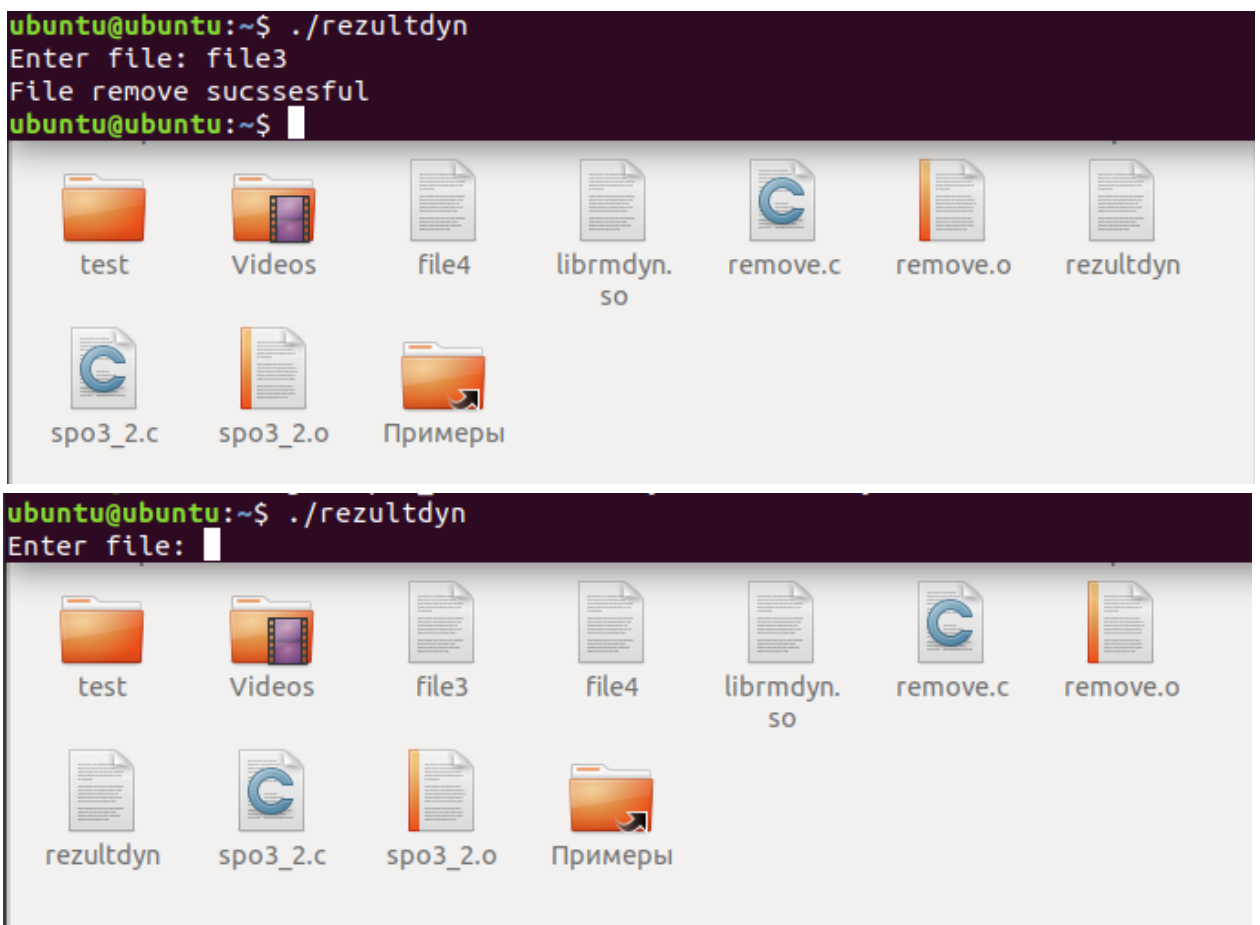 ubuntu@ubuntu:~$ ./rezultdyn
Enter file: file3
File remove sucssesful
ubuntu@ubuntu:~$
test Videos file4 librmdyn. remove.c remove.o rezultdyn
so
spo3_2.c spo3_2.o Примеры
ubuntu@ubuntu:~$ ./rezultdyn
Enter file:
test Videos file3 file4 librmdyn. remove.c remove.o
so
rezultdyn spo3_2.c spo3_2.o Примеры